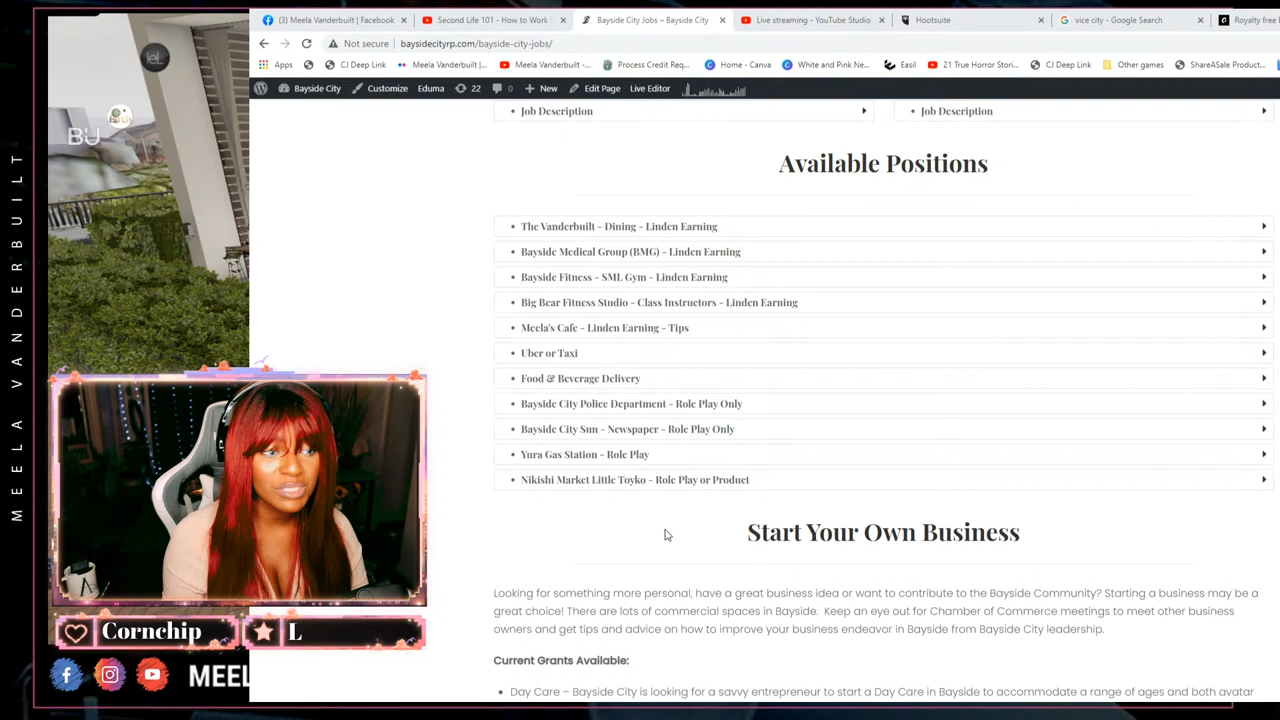 (3) Meela Vanderbuilt | Facebook
Second Life 101 - How to Work
Bayside City Jobs – Bayside City
Live streaming - YouTube Studio
Hootsuite
vice city - Google Search
Royalty free
Not secure
baysidecityrp.com/bayside-city-jobs/
Apps
CJ Deep Link
Meela Vanderbuilt |...
Meela Vanderbuilt -...
Process Credit Req...
Home - Canva
White and Pink Ne...
Easil
21 True Horror Stori...
CJ Deep Link
Other games
ShareASale Product...
Bayside City
Customize
Eduma
22
0
New
Edit Page
Live Editor
Job Description
Job Description
Available Positions
The Vanderbuilt - Dining - Linden Earning
Bayside Medical Group (BMG) - Linden Earning
Bayside Fitness - SML Gym - Linden Earning
Big Bear Fitness Studio - Class Instructors - Linden Earning
Meela's Cafe - Linden Earning - Tips
Uber or Taxi
Food & Beverage Delivery
Bayside City Police Department - Role Play Only
Bayside City Sun - Newspaper - Role Play Only
Yura Gas Station - Role Play
Nikishi Market Little Toyko - Role Play or Product
Start Your Own Business
Looking for something more personal, have a great business idea or want to contribute to the Bayside Community? Starting a business may be a
great choice! There are lots of commercial spaces in Bayside. Keep an eye out for Chamber of Commerce meetings to meet other business
owners and get tips and advice on how to improve your business endeavor in Bayside from Bayside City leadership.
Current Grants Available:
Day Care – Bayside City is looking for a savvy entrepreneur to start a Day Care in Bayside to accommodate a range of ages and both avatar
MEELA VANDERBUILT
Cornchip
L
MEEL